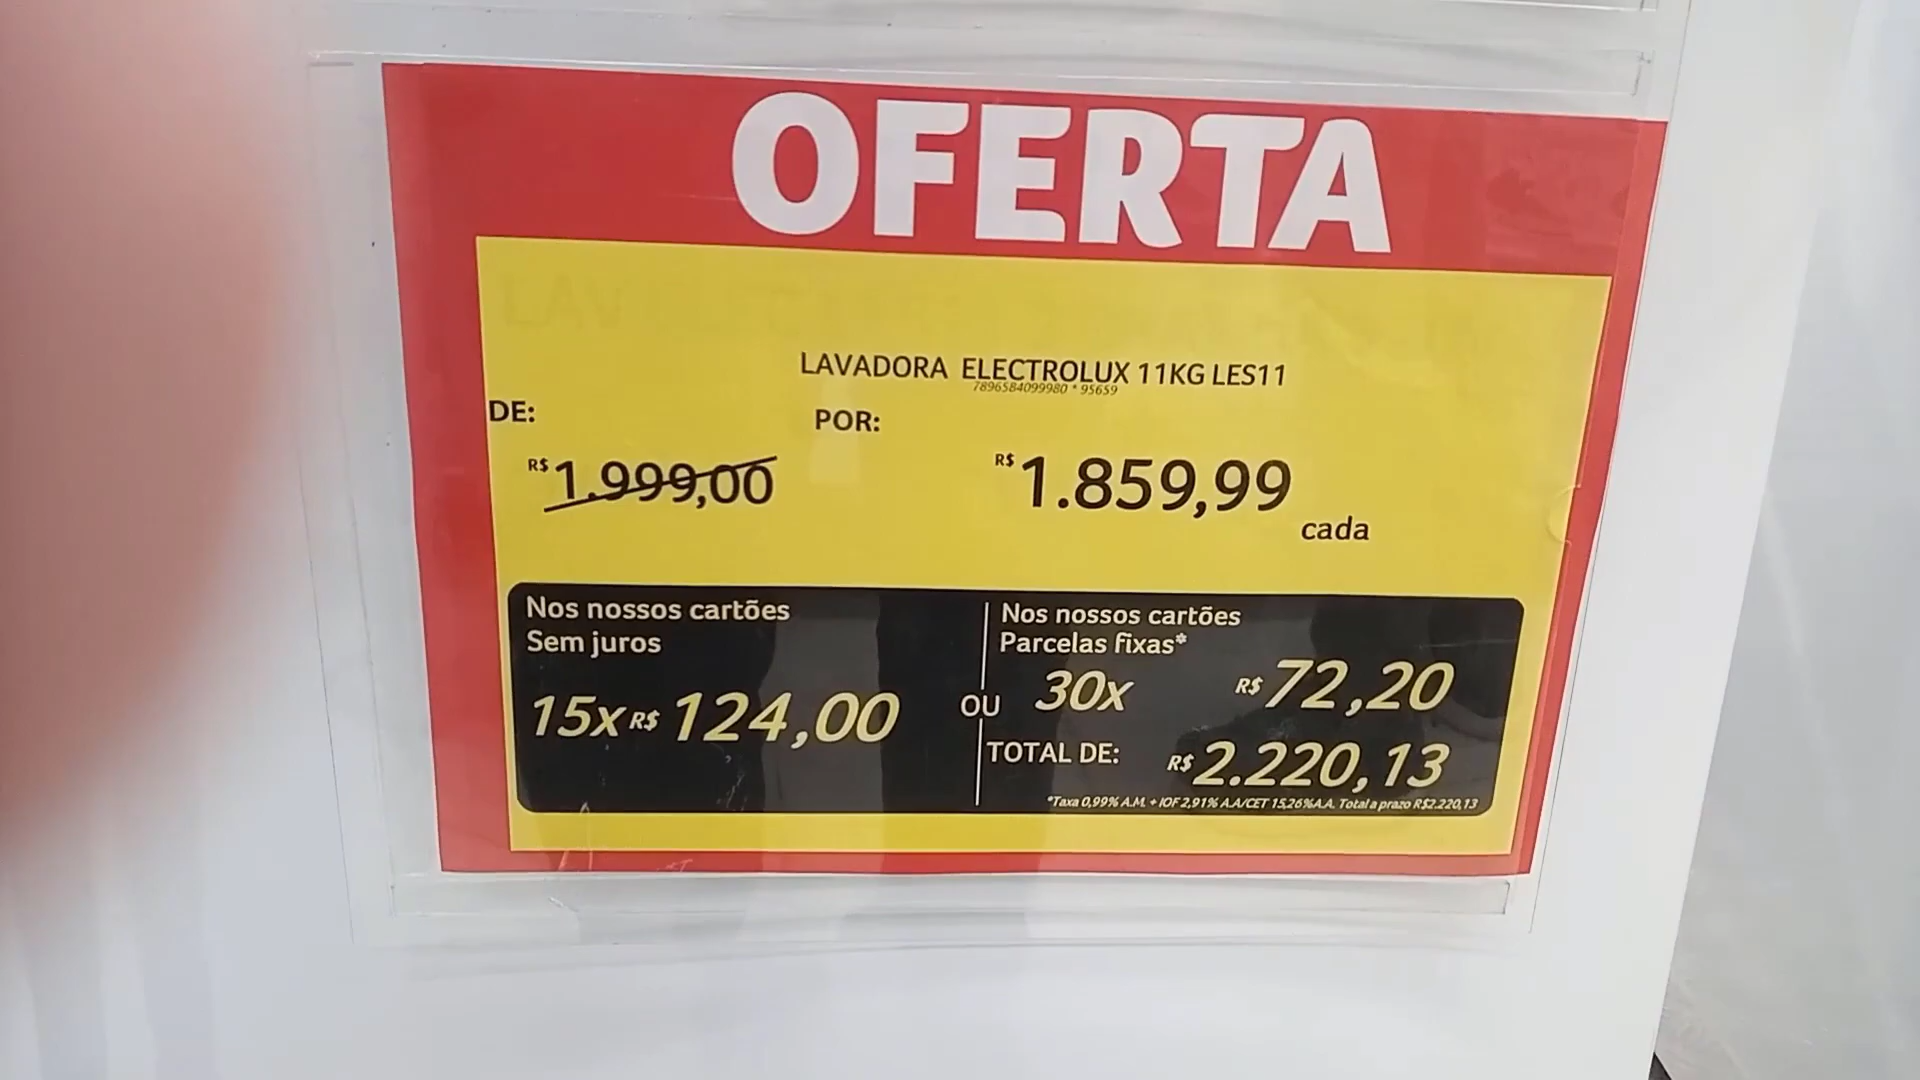 OFERTA
LAVADORA ELECTROLUX 11KG LES11
7896584099980 * 95659
DE:
POR:
R$ 1.999,00
R$ 1.859,99
cada
Nos nossos cartões
Sem juros
15x R$ 124,00
OU
Nos nossos cartões
Parcelas fixas*
30x R$ 72,20
TOTAL DE: R$ 2.220,13
*Taxa 0,99% A.M. + IOF 2,91% A.A/CET 15,26%A.A. Total a prazo R$2.220,13